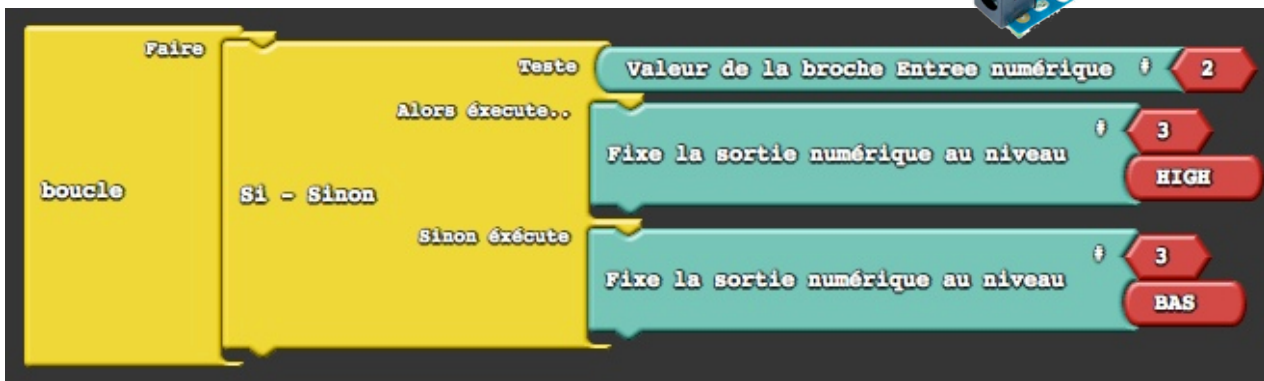 Faire
Teste
Valeur de la broche Entree numérique # 2
Alors éxecute..
Fixe la sortie numérique au niveau
# 3
HIGH
boucle
Si - Sinon
Sinon éxécute
Fixe la sortie numérique au niveau
# 3
BAS